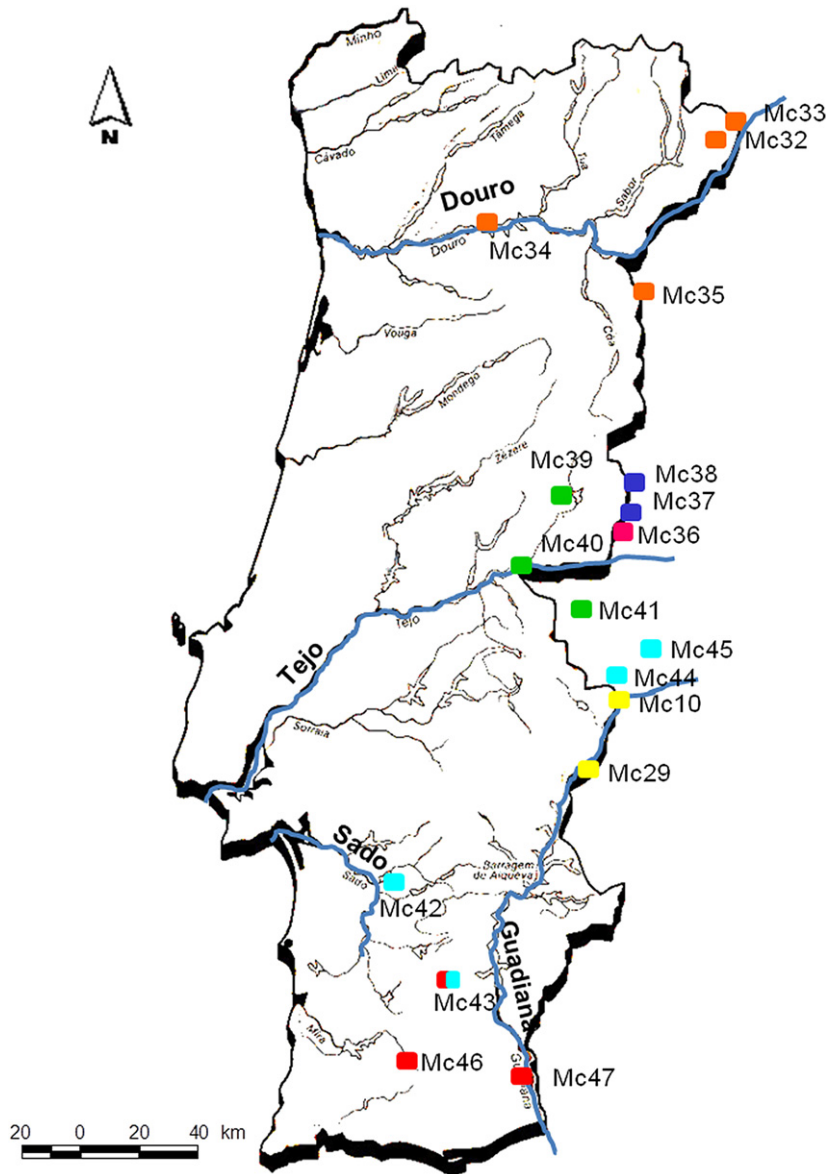 Minho
Lima
N
Cávado
Tâmega
Tua
Sabor
Mc33
Mc32
Douro
Douro
Mc34
Mc35
Vouga
Côa
Mondego
Zêzere
Mc39
Mc38
Mc37
Mc36
Mc40
Mc41
Tejo
Tejo
Mc45
Mc44
Mc10
Sorraia
Mc29
Sado
Sado
Barragem
de Alqueva
Mc42
Guadiana
Mc43
Mira
Mc46
Mc47
Guadiana
20 0 20 40 km